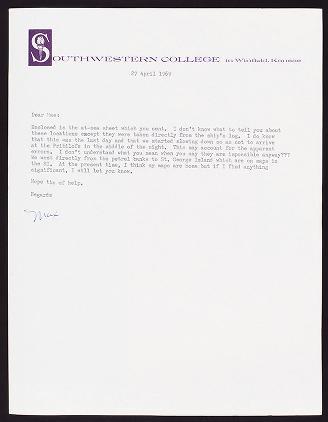 SOUTHWESTERN COLLEGE in Winfield, Kansas
27 April 1969
Enclosed is the at-sea sheet which you sent. I don't know what to tell you about
these locations except they were taken directly from the ship's log. I do know
that this was the last day and that we started slowing down so as not to arrive
at the Pribilofs in the middle of the night. This may account for the apparent
errors. I don't understand what you mean when you say they are impossible anyway???
We went directly from the petrel banks to St. George Island which are on maps in
the SI. At the present time, I think my maps are home but if I find anything
significant, I will let you know.
Hope tis of help.
Regards
Max